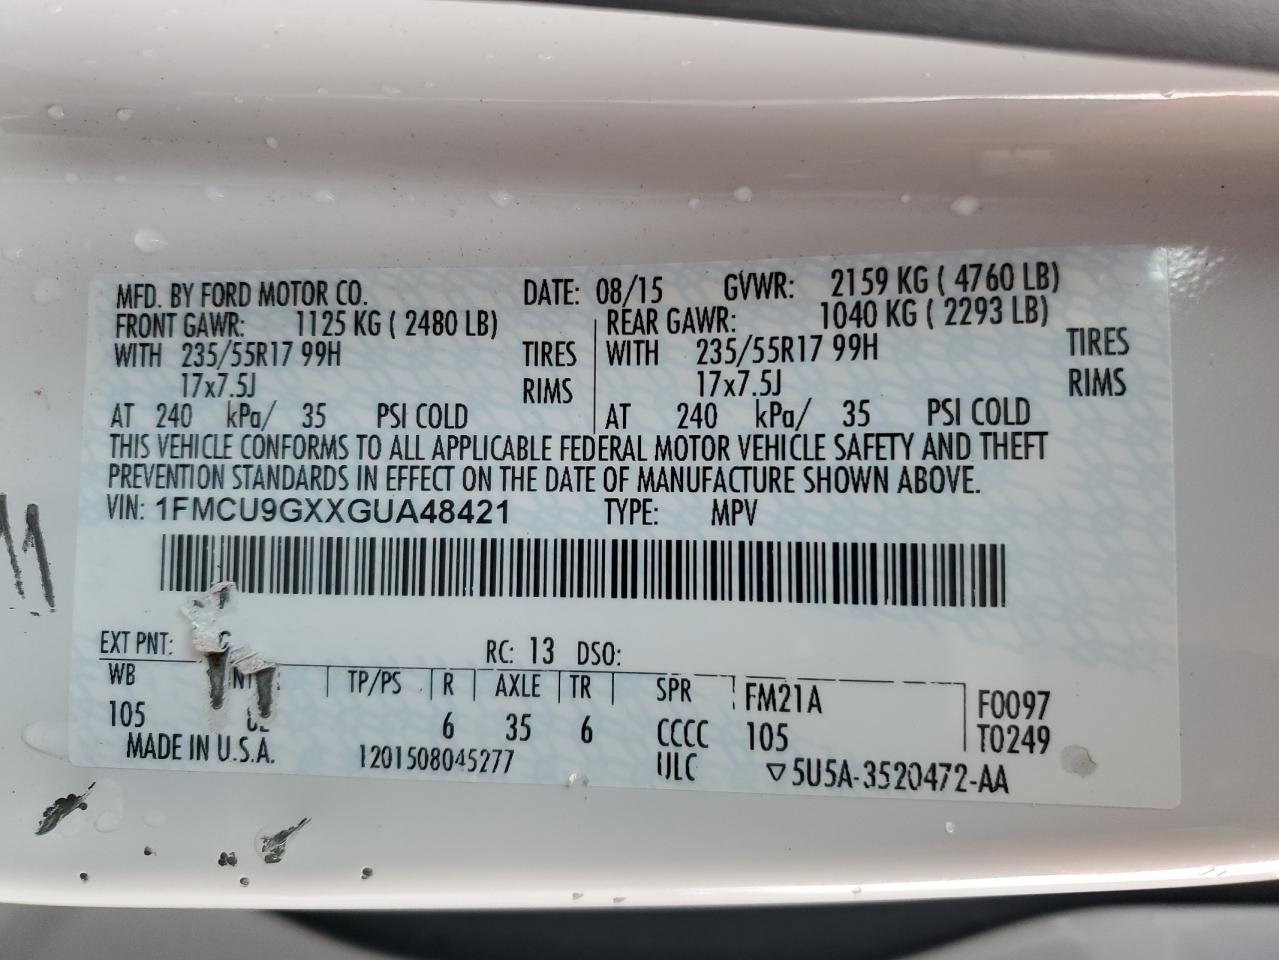 MFD. BY FORD MOTOR CO. DATE: 08/15 GVWR: 2159 KG ( 4760 LB)
FRONT GAWR: 1125 KG ( 2480 LB) REAR GAWR: 1040 KG ( 2293 LB)
WITH 235/55R17 99H TIRES WITH 235/55R17 99H TIRES
17x7.5J RIMS 17x7.5J RIMS
AT 240 kPa/ 35 PSI COLD AT 240 kPa/ 35 PSI COLD
THIS VEHICLE CONFORMS TO ALL APPLICABLE FEDERAL MOTOR VEHICLE SAFETY AND THEFT
PREVENTION STANDARDS IN EFFECT ON THE DATE OF MANUFACTURE SHOWN ABOVE.
VIN: 1FMCU9GXXGUA48421 TYPE: MPV
EXT PNT: RC: 13 DSO:
WB TP/PS R AXLE TR SPR FM21A F0097
105 6 35 6 CCCC 105 T0249
MADE IN U.S.A. 1201508045277 IJLC ▽5U5A-3520472-AA